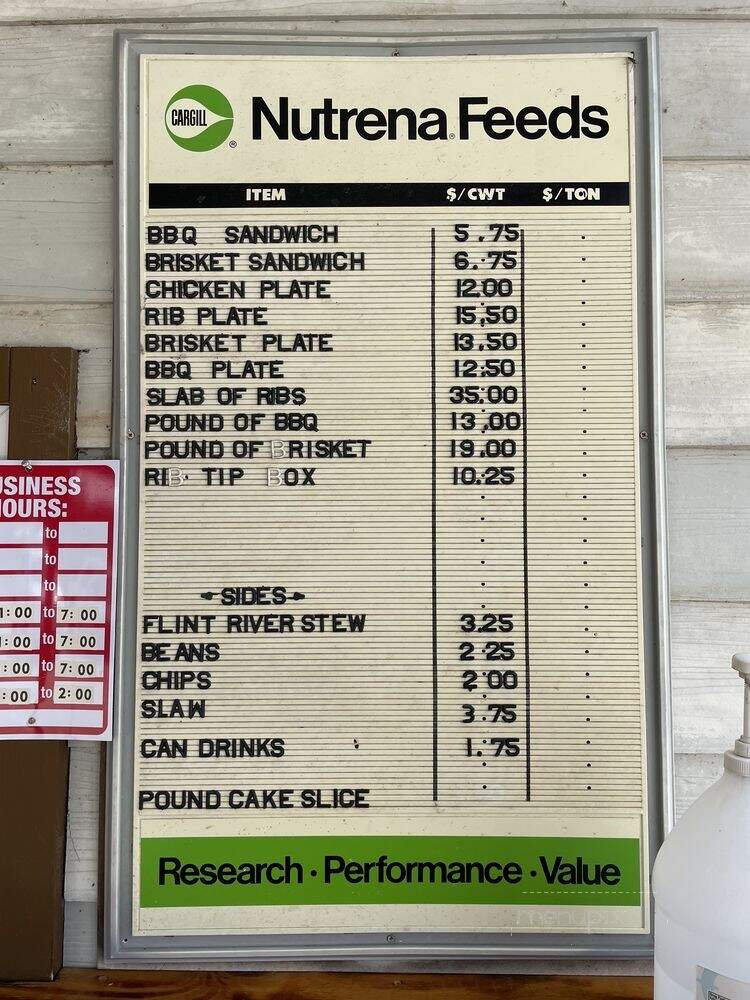 CARGILL
Nutrena® Feeds
ITEM $/CWT $/TON
BBQ SANDWICH 5.75
BRISKET SANDWICH 6.75
CHICKEN PLATE 12.00
RIB PLATE 15.50
BRISKET PLATE 13.50
BBQ PLATE 12.50
SLAB OF RIBS 35.00
POUND OF BBQ 13.00
POUND OF BRISKET 19.00
RIB TIP BOX 10.25
SIDES
FLINT RIVER STEW 3.25
BEANS 2.25
CHIPS 2.00
SLAW 3.75
CAN DRINKS 1.75
POUND CAKE SLICE
Research · Performance · Value
USINESS
OURS:
to
to
to
1:00 to 7:00
:00 to 7:00
:00 to 7:00
:00 to 2:00